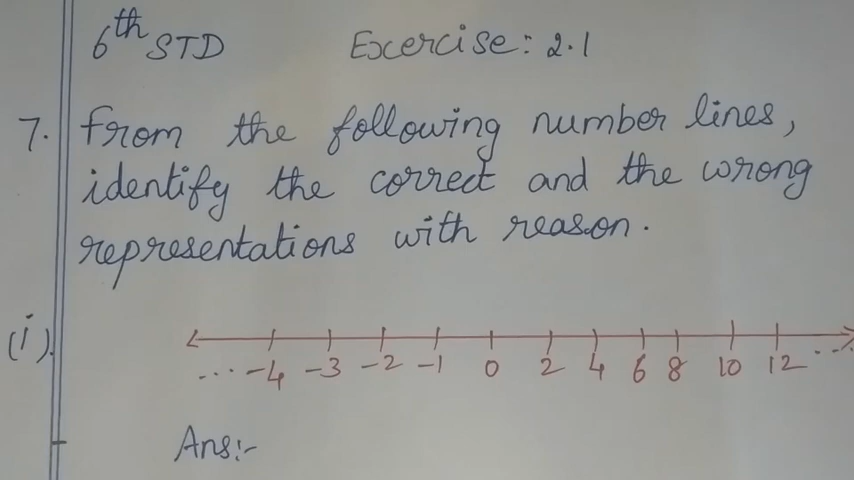 6th STD Excercise: 2.1
7. From the following number lines,
identify the correct and the wrong
representations with reason.
(i). ... -4 -3 -2 -1 0 2 4 6 8 10 12 ...
Ans:-